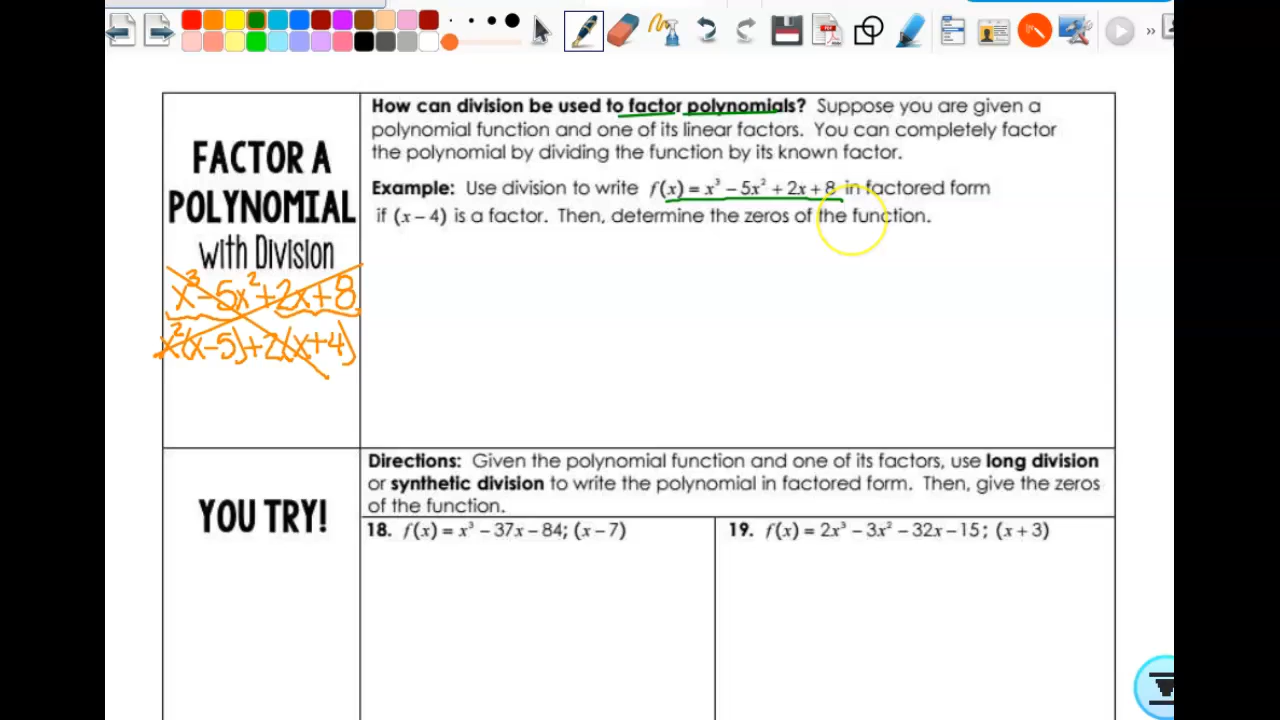 FACTOR A
POLYNOMIAL
with Division
x³ – 5x² + 2x + 8
x²(x – 5) + 2(x + 4)
How can division be used to factor polynomials? Suppose you are given a
polynomial function and one of its linear factors. You can completely factor
the polynomial by dividing the function by its known factor.
Example: Use division to write f(x) = x³ – 5x² + 2x + 8 in factored form
if (x – 4) is a factor. Then, determine the zeros of the function.
YOU TRY!
Directions: Given the polynomial function and one of its factors, use long division
or synthetic division to write the polynomial in factored form. Then, give the zeros
of the function.
18. f(x) = x³ – 37x – 84; (x – 7)
19. f(x) = 2x³ – 3x² – 32x – 15; (x + 3)